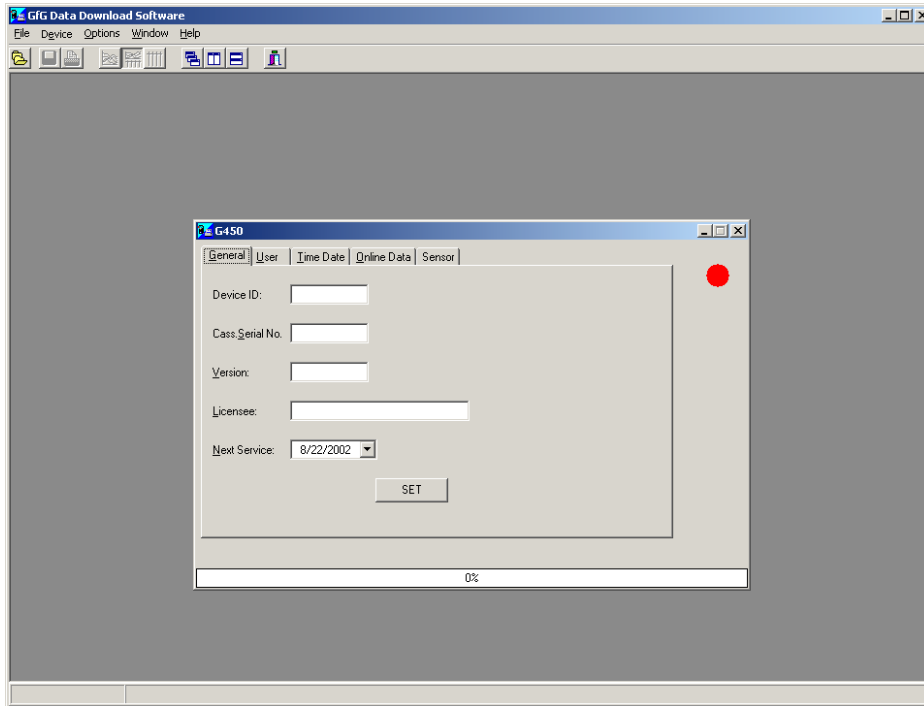 GfG Data Download Software
File Device Options Window Help
G450
General User Time Date Online Data Sensor
Device ID:
Cass.Serial No.
Version:
Licensee:
Next Service: 8/22/2002
SET
0%